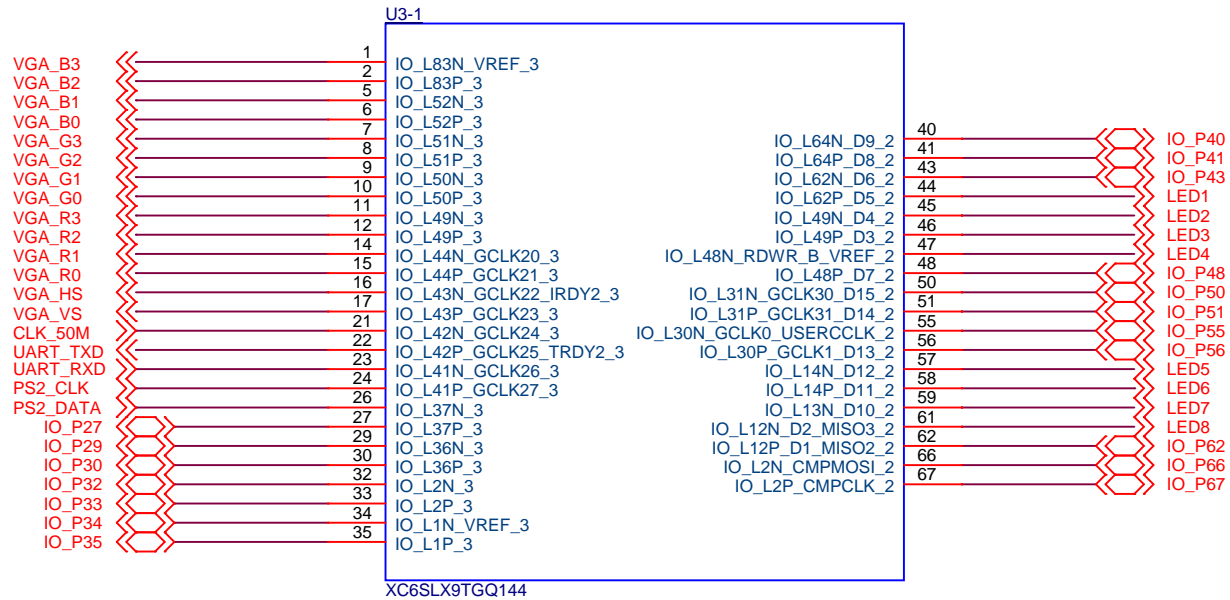 U3-1
VGA_B3 1 IO_L83N_VREF_3
VGA_B2 2 IO_L83P_3
VGA_B1 5 IO_L52N_3
VGA_B0 6 IO_L52P_3
VGA_G3 7 IO_L51N_3 IO_L64N_D9_2 40 IO_P40
VGA_G2 8 IO_L51P_3 IO_L64P_D8_2 41 IO_P41
VGA_G1 9 IO_L50N_3 IO_L62N_D6_2 43 IO_P43
VGA_G0 10 IO_L50P_3 IO_L62P_D5_2 44 LED1
VGA_R3 11 IO_L49N_3 IO_L49N_D4_2 45 LED2
VGA_R2 12 IO_L49P_3 IO_L49P_D3_2 46 LED3
VGA_R1 14 IO_L44N_GCLK20_3 IO_L48N_RDWR_B_VREF_2 47 LED4
VGA_R0 15 IO_L44P_GCLK21_3 IO_L48P_D7_2 48 IO_P48
VGA_HS 16 IO_L43N_GCLK22_IRDY2_3 IO_L31N_GCLK30_D15_2 50 IO_P50
VGA_VS 17 IO_L43P_GCLK23_3 IO_L31P_GCLK31_D14_2 51 IO_P51
CLK_50M 21 IO_L42N_GCLK24_3 IO_L30N_GCLK0_USERCCLK_2 55 IO_P55
UART_TXD 22 IO_L42P_GCLK25_TRDY2_3 IO_L30P_GCLK1_D13_2 56 IO_P56
UART_RXD 23 IO_L41N_GCLK26_3 IO_L14N_D12_2 57 LED5
PS2_CLK 24 IO_L41P_GCLK27_3 IO_L14P_D11_2 58 LED6
PS2_DATA 26 IO_L37N_3 IO_L13N_D10_2 59 LED7
IO_P27 27 IO_L37P_3 IO_L12N_D2_MISO3_2 61 LED8
IO_P29 29 IO_L36N_3 IO_L12P_D1_MISO2_2 62 IO_P62
IO_P30 30 IO_L36P_3 IO_L2N_CMPMOSI_2 66 IO_P66
IO_P32 32 IO_L2N_3 IO_L2P_CMPCLK_2 67 IO_P67
IO_P33 33 IO_L2P_3
IO_P34 34 IO_L1N_VREF_3
IO_P35 35 IO_L1P_3
XC6SLX9TGQ144